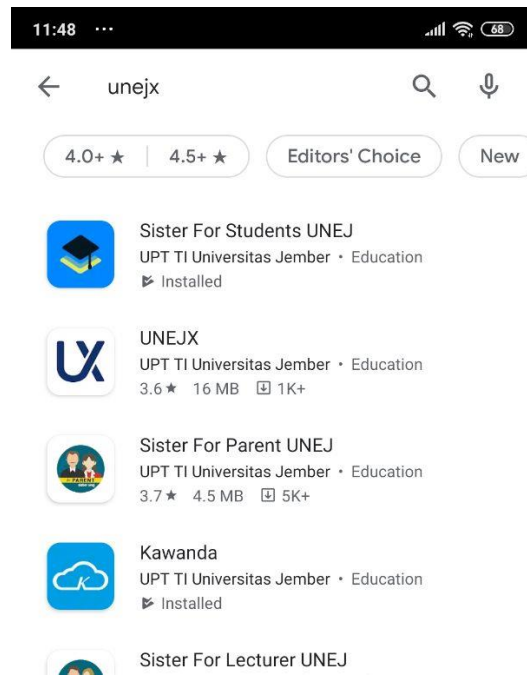 11:48 ... 68
unejx
4.0+ ★ 4.5+ ★ Editors' Choice New
Sister For Students UNEJ
UPT TI Universitas Jember • Education
Installed
UX
UNEJX
UPT TI Universitas Jember • Education
3.6 ★ 16 MB 1K+
Sister For Parent UNEJ
UPT TI Universitas Jember • Education
3.7 ★ 4.5 MB 5K+
PARENT
Kawanda
K
UPT TI Universitas Jember • Education
Installed
Sister For Lecturer UNEJ